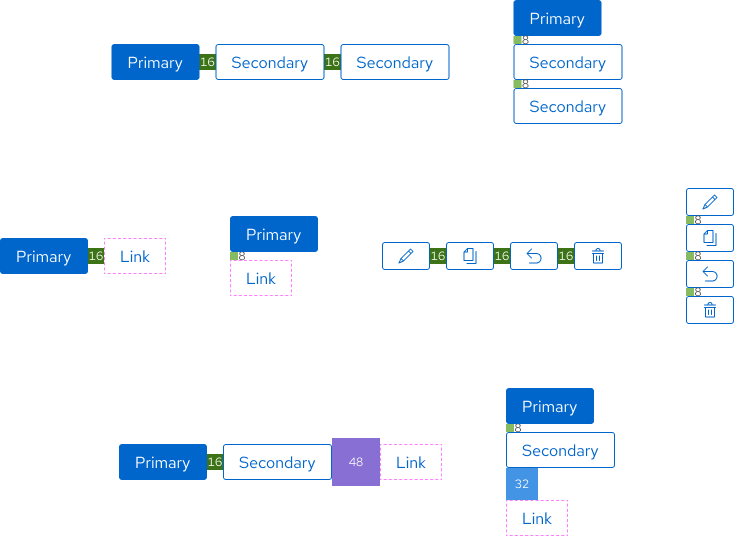 Primary 16 Secondary 16 Secondary
Primary
8
Secondary
8
Secondary
Primary 16 Link
Primary
8
Link
16 16 16
8
8
8
Primary 16 Secondary 48 Link
Primary
8
Secondary
32
Link